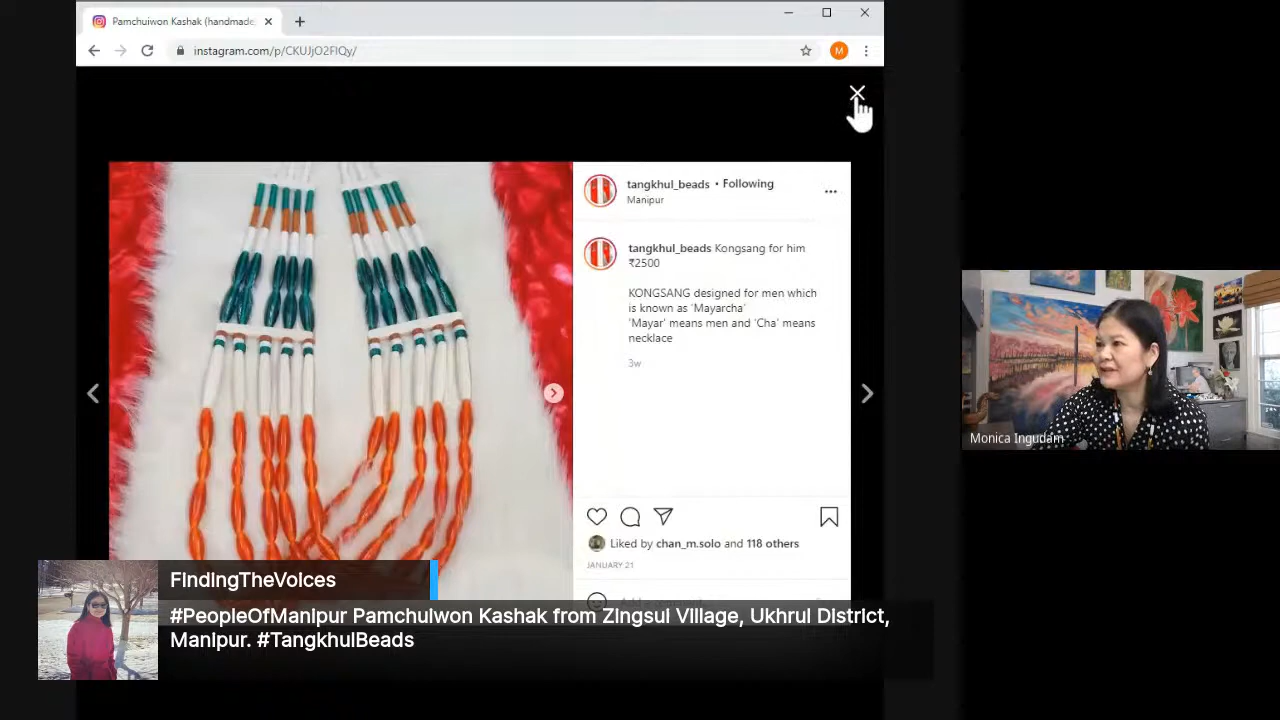 Pamchuiwon Kashak (handmade
instagram.com/p/CKUJjO2FlQy/
M
tangkhul_beads • Following
Manipur
tangkhul_beads Kongsang for him
₹2500
KONGSANG designed for men which
is known as 'Mayarcha'
'Mayar' means men and 'Cha' means
necklace
3w
Liked by chan_m.solo and 118 others
JANUARY 21
Monica Ingudam
FindingTheVoices
#PeopleOfManipur Pamchuiwon Kashak from Zingsui Village, Ukhrul District,
Manipur. #TangkhulBeads